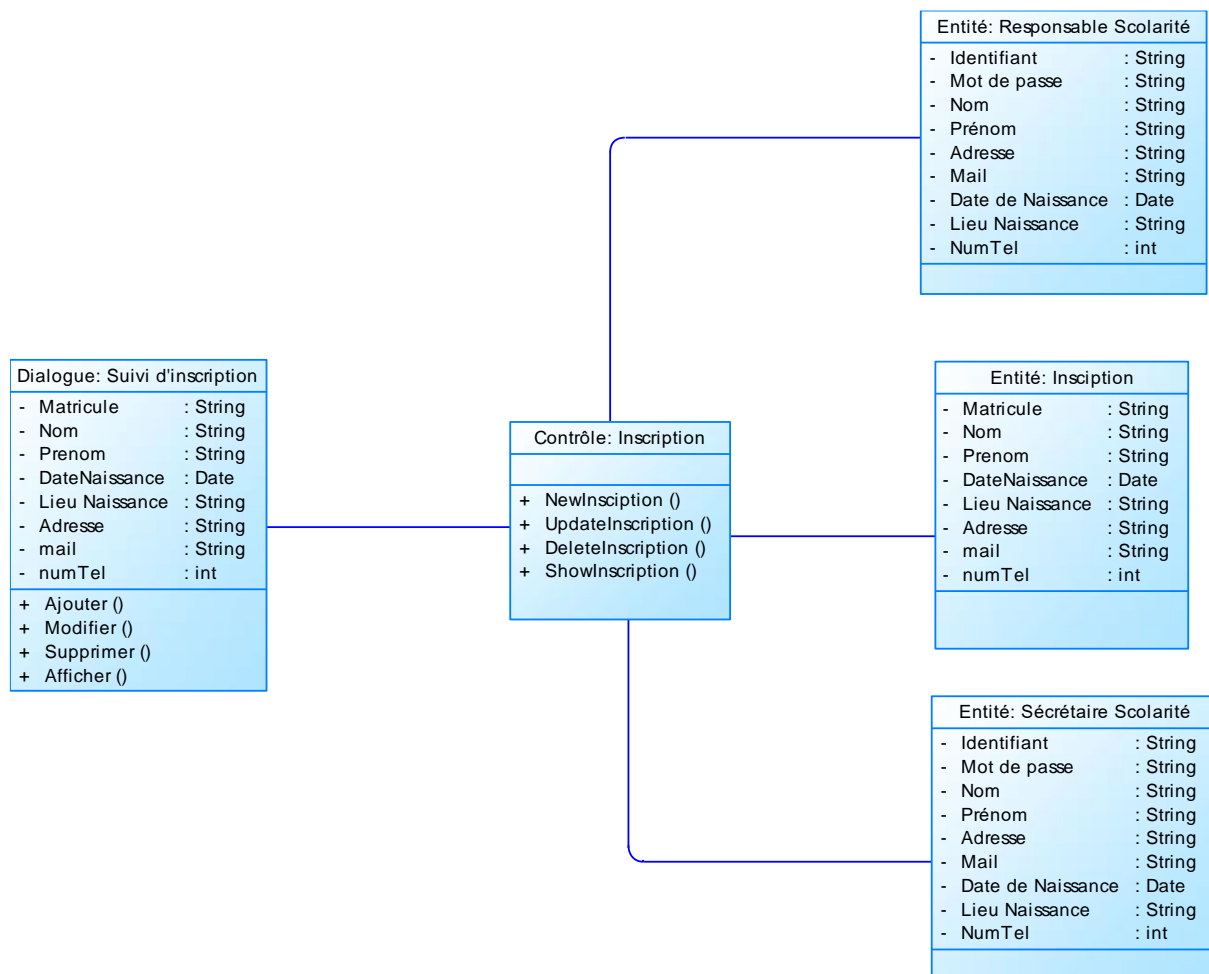 Entité: Responsable Scolarité
- Identifiant : String
- Mot de passe : String
- Nom : String
- Prénom : String
- Adresse : String
- Mail : String
- Date de Naissance : Date
- Lieu Naissance : String
- NumTel : int
Dialogue: Suivi d'inscription
- Matricule : String
- Nom : String
- Prenom : String
- DateNaissance : Date
- Lieu Naissance : String
- Adresse : String
- mail : String
- numTel : int
+ Ajouter ()
+ Modifier ()
+ Supprimer ()
+ Afficher ()
Contrôle: Inscription
+ NewInsciption ()
+ UpdateInscription ()
+ DeleteInscription ()
+ ShowInscription ()
Entité: Insciption
- Matricule : String
- Nom : String
- Prenom : String
- DateNaissance : Date
- Lieu Naissance : String
- Adresse : String
- mail : String
- numTel : int
Entité: Sécrétaire Scolarité
- Identifiant : String
- Mot de passe : String
- Nom : String
- Prénom : String
- Adresse : String
- Mail : String
- Date de Naissance : Date
- Lieu Naissance : String
- NumTel : int